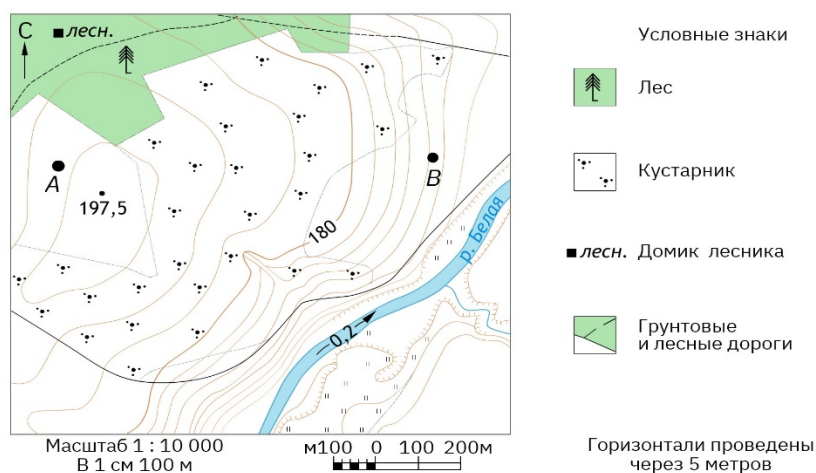 С
лесн.
Условные знаки
Лес
А
В
197,5
Кустарник
180
р. Белая
лесн. Домик лесника
0,2
Грунтовые
и лесные дороги
Масштаб 1 : 10 000
В 1 см 100 м
м100 0 100 200м
Горизонтали проведены
через 5 метров